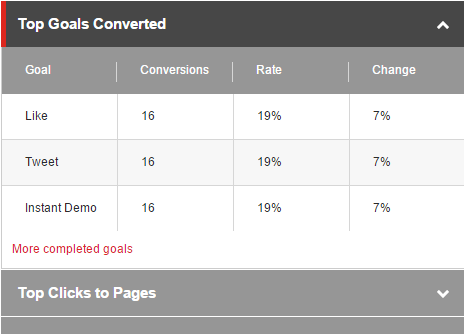 Top Goals Converted
Goal Conversions Rate Change
Like 16 19% 7%
Tweet 16 19% 7%
Instant Demo 16 19% 7%
More completed goals
Top Clicks to Pages